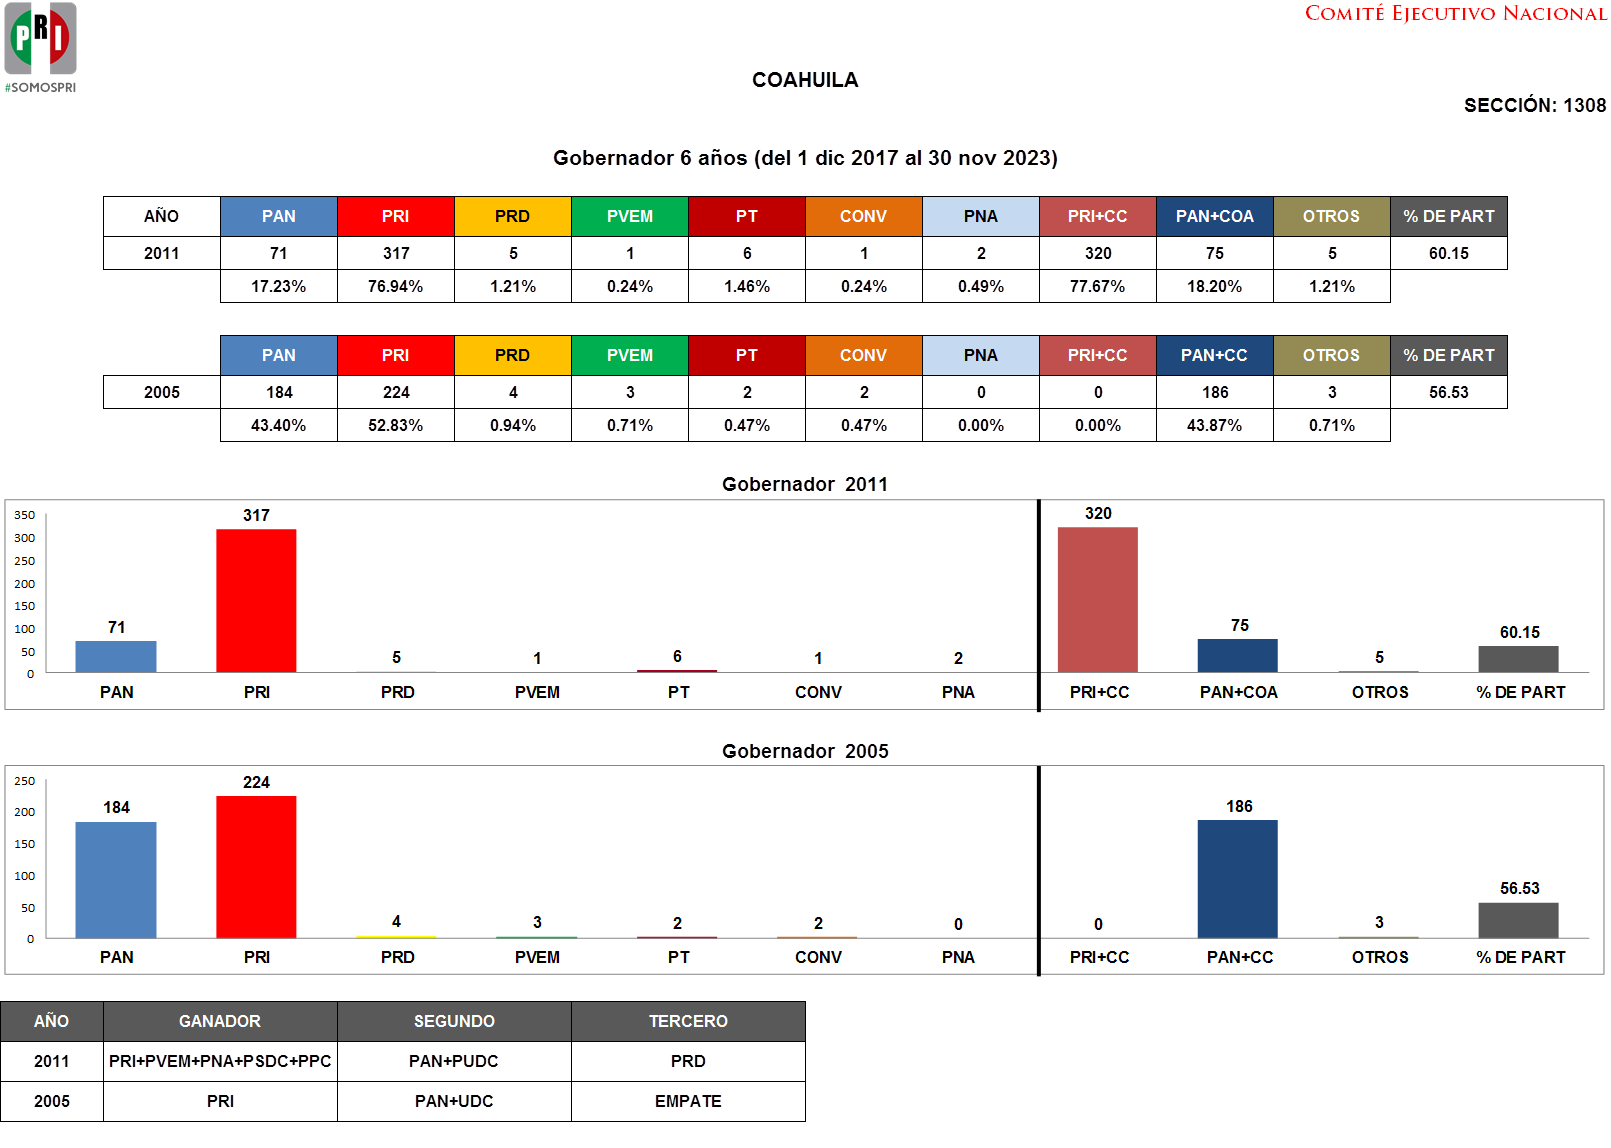 PRI
#SOMOSPRI
COMITÉ EJECUTIVO NACIONAL
COAHUILA
SECCIÓN: 1308
Gobernador 6 años (del 1 dic 2017 al 30 nov 2023)
AÑO PAN PRI PRD PVEM PT CONV PNA PRI+CC PAN+COA OTROS % DE PART
2011 71 317 5 1 6 1 2 320 75 5 60.15
17.23% 76.94% 1.21% 0.24% 1.46% 0.24% 0.49% 77.67% 18.20% 1.21%
PAN PRI PRD PVEM PT CONV PNA PRI+CC PAN+CC OTROS % DE PART
2005 184 224 4 3 2 2 0 0 186 3 56.53
43.40% 52.83% 0.94% 0.71% 0.47% 0.47% 0.00% 0.00% 43.87% 0.71%
Gobernador 2011
350
300
250
200
150
100
50
0
71 317 5 1 6 1 2 320 75 5 60.15
PAN PRI PRD PVEM PT CONV PNA PRI+CC PAN+COA OTROS % DE PART
Gobernador 2005
250
200
150
100
50
0
184 224 4 3 2 2 0 0 186 3 56.53
PAN PRI PRD PVEM PT CONV PNA PRI+CC PAN+CC OTROS % DE PART
AÑO GANADOR SEGUNDO TERCERO
2011 PRI+PVEM+PNA+PSDC+PPC PAN+PUDC PRD
2005 PRI PAN+UDC EMPATE